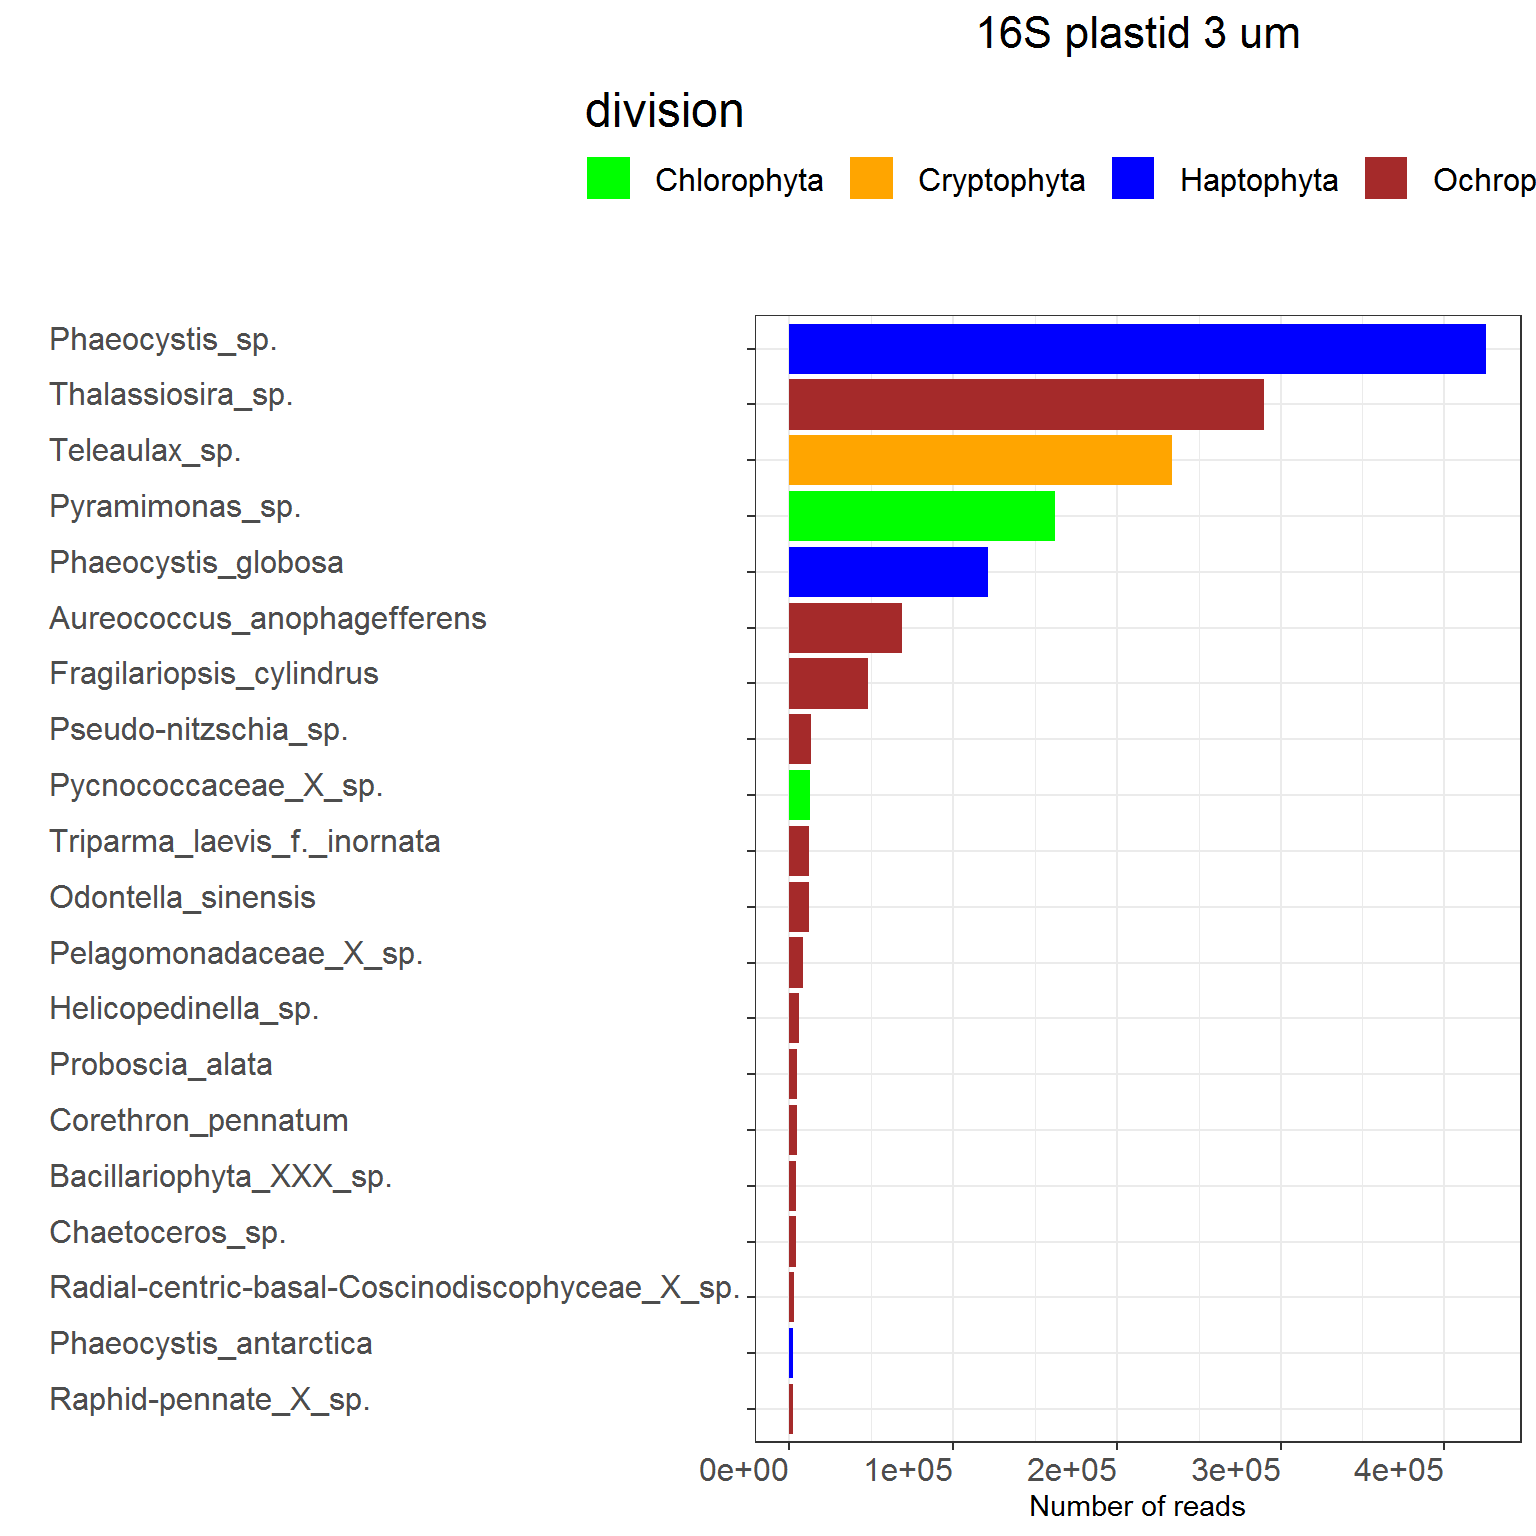 16S plastid 3 um
division
Chlorophyta Cryptophyta Haptophyta Ochrop
Phaeocystis_sp.
Thalassiosira_sp.
Teleaulax_sp.
Pyramimonas_sp.
Phaeocystis_globosa
Aureococcus_anophagefferens
Fragilariopsis_cylindrus
Pseudo-nitzschia_sp.
Pycnococcaceae_X_sp.
Triparma_laevis_f._inornata
Odontella_sinensis
Pelagomonadaceae_X_sp.
Helicopedinella_sp.
Proboscia_alata
Corethron_pennatum
Bacillariophyta_XXX_sp.
Chaetoceros_sp.
Radial-centric-basal-Coscinodiscophyceae_X_sp.
Phaeocystis_antarctica
Raphid-pennate_X_sp.
0e+00 1e+05 2e+05 3e+05 4e+05
Number of reads